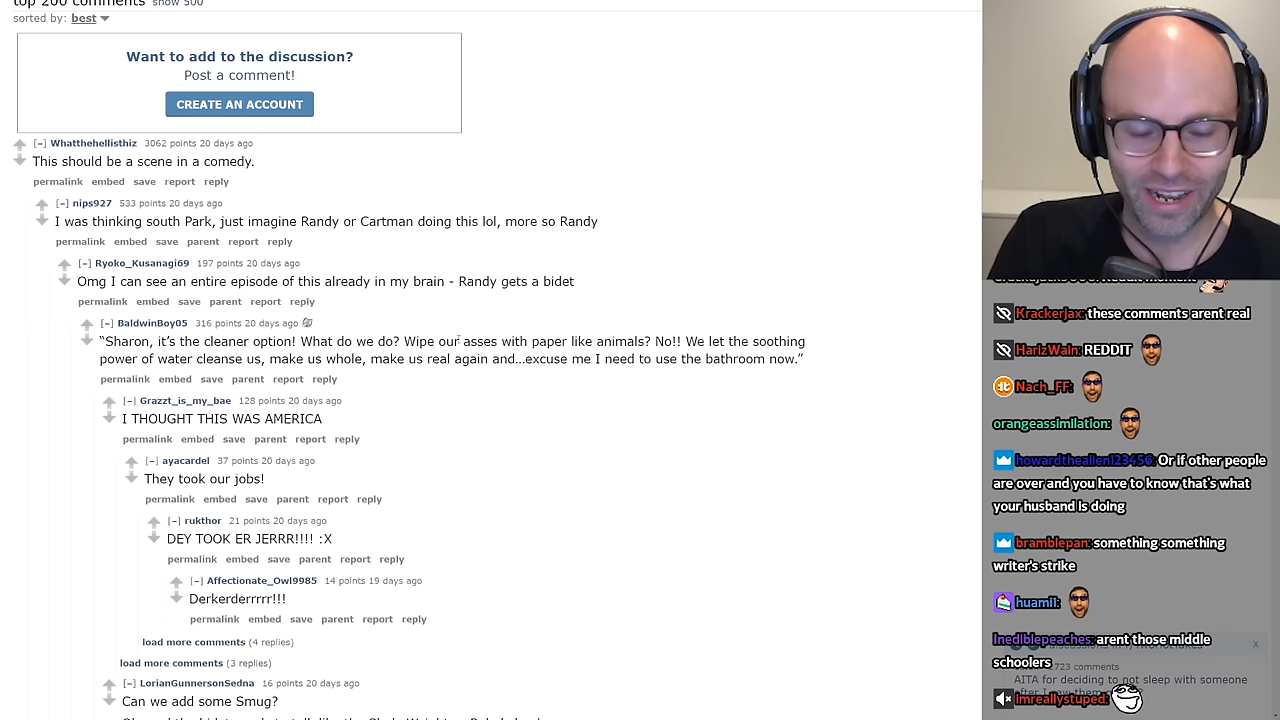 top 200 comments show 500
sorted by: best
Want to add to the discussion?
Post a comment!
CREATE AN ACCOUNT
[–] Whatthehellisthiz 3062 points 20 days ago
This should be a scene in a comedy.
permalink embed save report reply
[–] nips927 533 points 20 days ago
I was thinking south Park, just imagine Randy or Cartman doing this lol, more so Randy
permalink embed save parent report reply
[–] Ryoko_Kusanagi69 197 points 20 days ago
Omg I can see an entire episode of this already in my brain - Randy gets a bidet
permalink embed save parent report reply
[–] BaldwinBoy05 316 points 20 days ago
“Sharon, it’s the cleaner option! What do we do? Wipe our asses with paper like animals? No!! We let the soothing
power of water cleanse us, make us whole, make us real again and...excuse me I need to use the bathroom now.”
permalink embed save parent report reply
[–] Grazzt_is_my_bae 128 points 20 days ago
I THOUGHT THIS WAS AMERICA
permalink embed save parent report reply
[–] ayacardel 37 points 20 days ago
They took our jobs!
permalink embed save parent report reply
[–] rukthor 21 points 20 days ago
DEY TOOK ER JERRR!!!! :X
permalink embed save parent report reply
[–] Affectionate_Owl9985 14 points 19 days ago
Derkerderrrrr!!!
permalink embed save parent report reply
load more comments (4 replies)
load more comments (3 replies)
[–] LorianGunnersonSedna 16 points 20 days ago
Can we add some Smug?
Krackerjax: these comments arent real
HarizWain: REDDIT
Nach_FF:
orangeassimilation:
howardtheallen123456: Or if other people
are over and you have to know that's what
your husband is doing
bramblepan: something something
writer's strike
huamii:
Inediblepeaches: arent those middle
schoolers
2723 comments
AITA for deciding to not sleep with someone
imreallystuped: